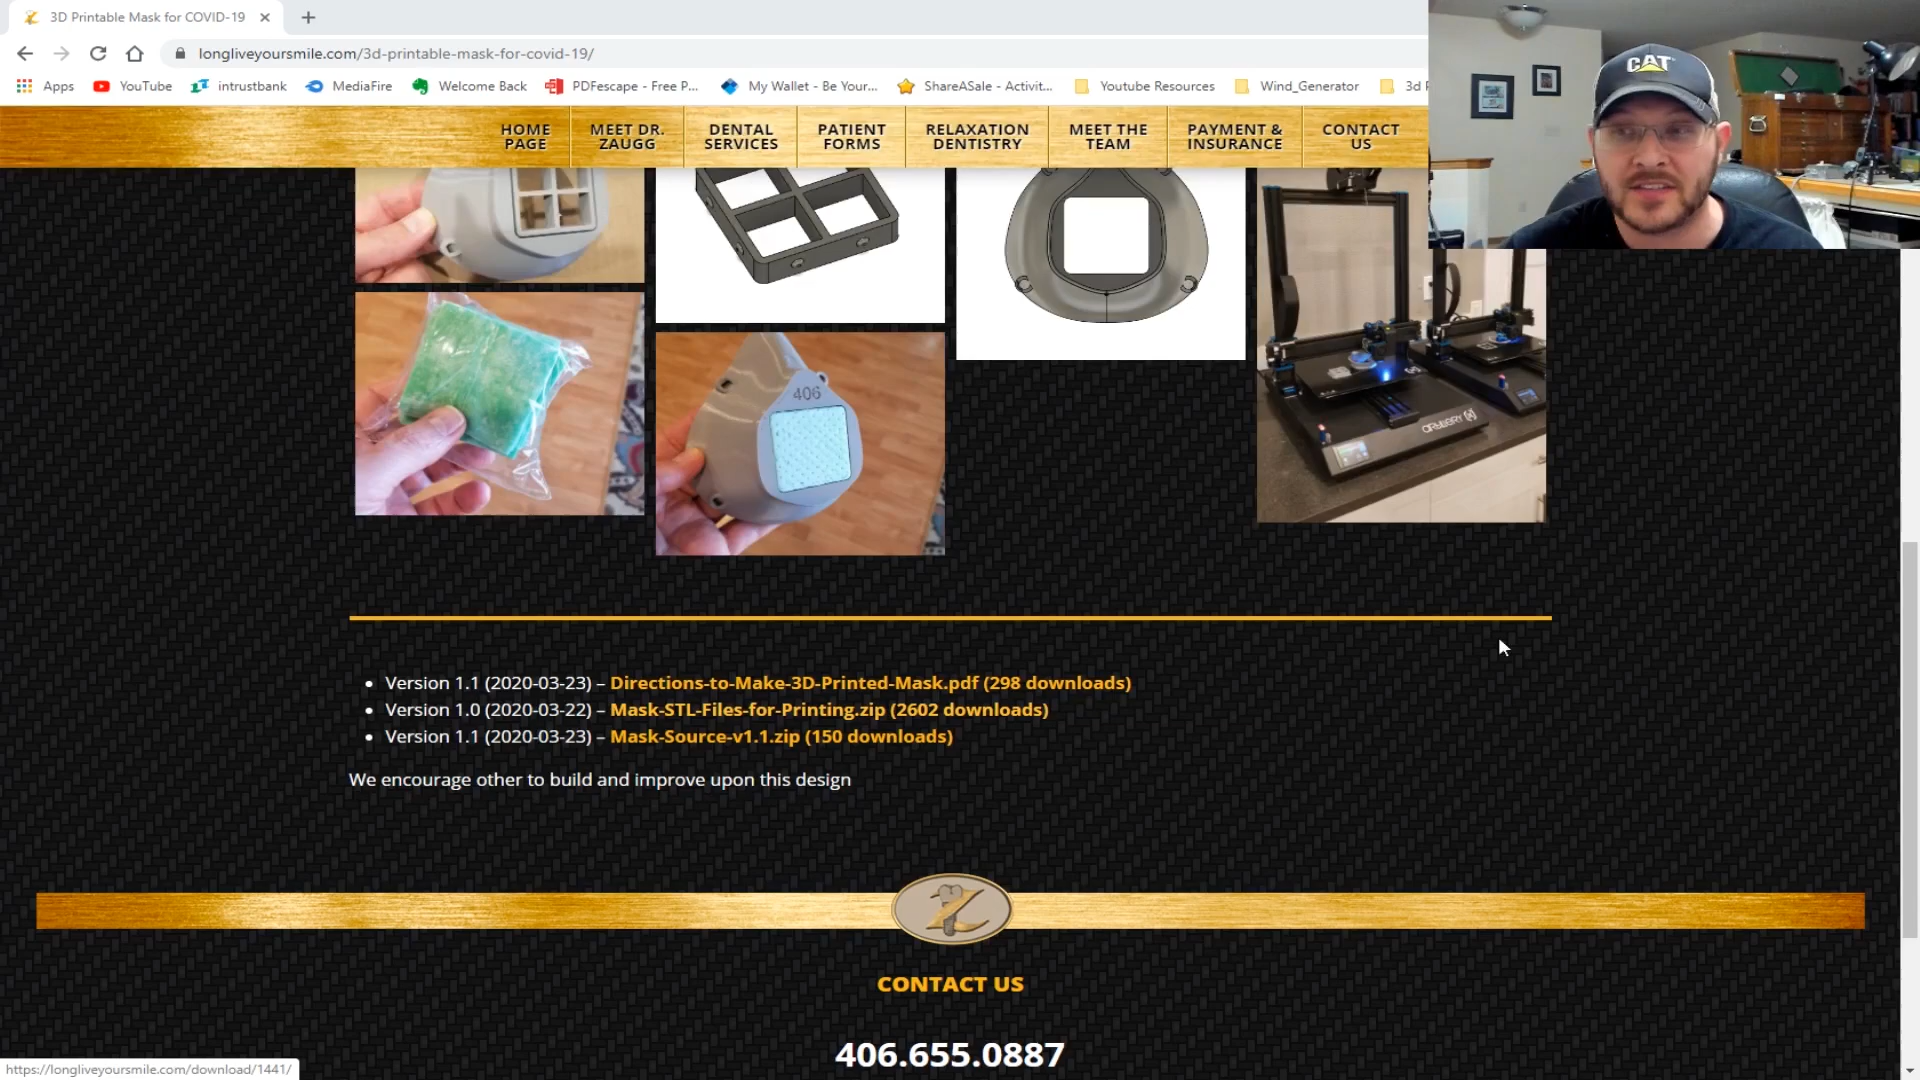 3D Printable Mask for COVID-19
longliveyoursmile.com/3d-printable-mask-for-covid-19/
Apps YouTube intrustbank MediaFire Welcome Back PDFescape - Free P... My Wallet - Be Your... ShareASale - Activit... Youtube Resources Wind_Generator 3d
CAT
HOME PAGE
MEET DR. ZAUGG
DENTAL SERVICES
PATIENT FORMS
RELAXATION DENTISTRY
MEET THE TEAM
PAYMENT & INSURANCE
CONTACT US
406
ARTILLERY
Version 1.1 (2020-03-23) – Directions-to-Make-3D-Printed-Mask.pdf (298 downloads)
Version 1.0 (2020-03-22) – Mask-STL-Files-for-Printing.zip (2602 downloads)
Version 1.1 (2020-03-23) – Mask-Source-v1.1.zip (150 downloads)
We encourage other to build and improve upon this design
Z
CONTACT US
406.655.0887
https://longliveyoursmile.com/download/1441/